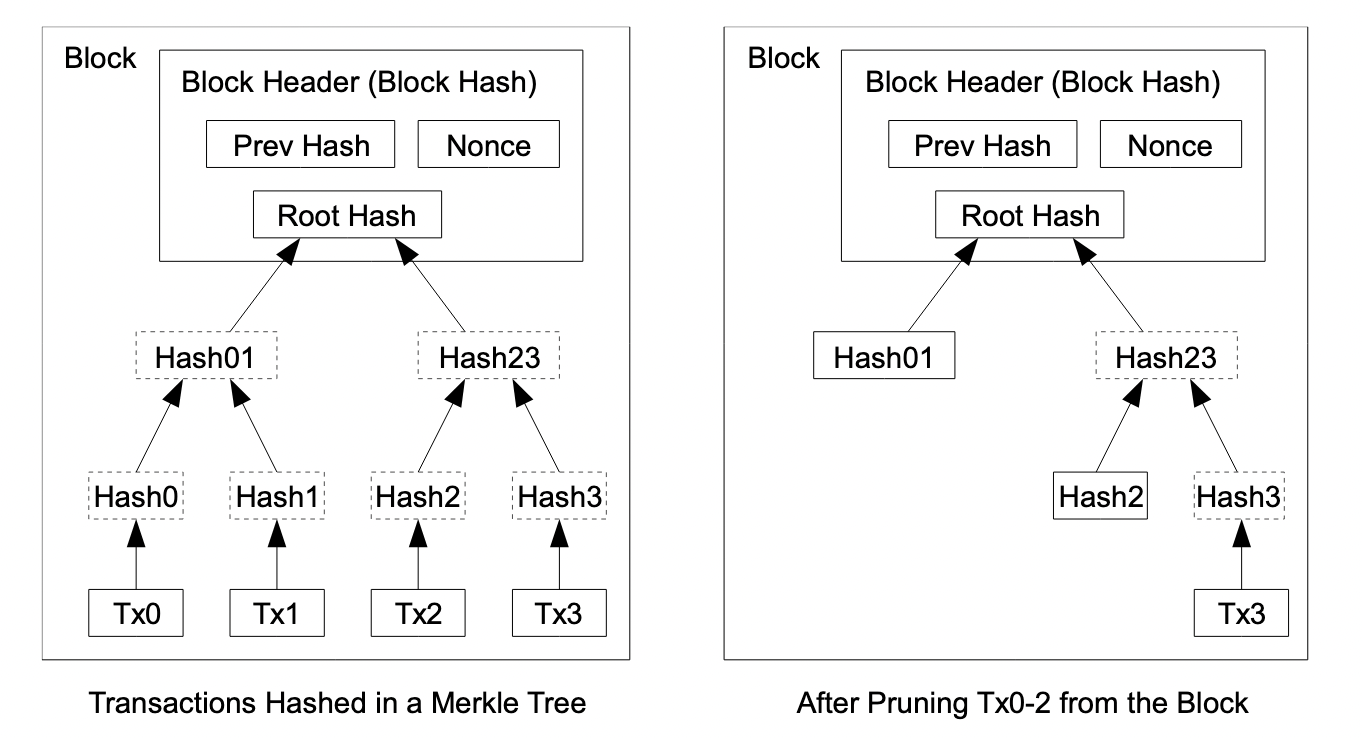 Block
Block Header (Block Hash)
Prev Hash
Nonce
Root Hash
Hash01
Hash23
Hash0
Hash1
Hash2
Hash3
Tx0
Tx1
Tx2
Tx3
Transactions Hashed in a Merkle Tree
Block
Block Header (Block Hash)
Prev Hash
Nonce
Root Hash
Hash01
Hash23
Hash2
Hash3
Tx3
After Pruning Tx0-2 from the Block